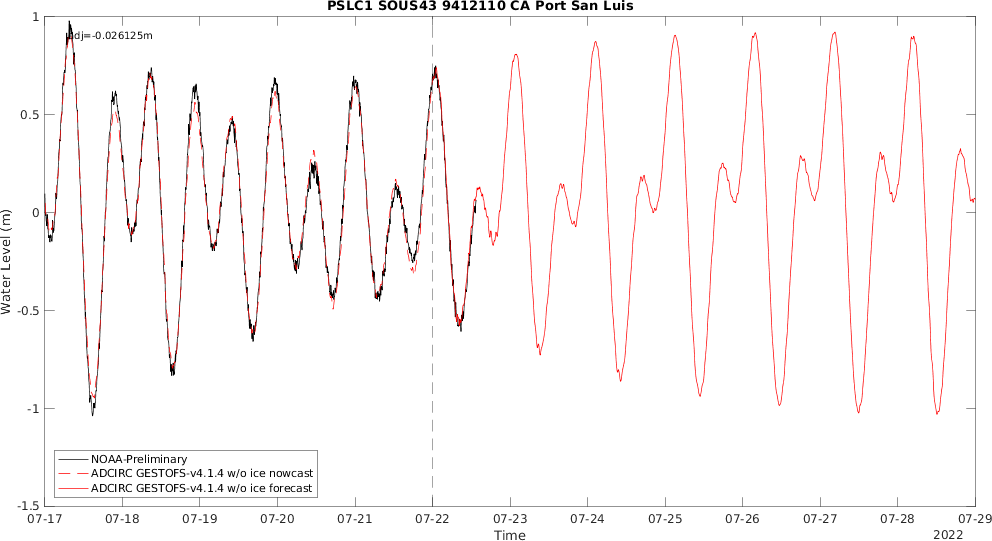 PSLC1 SOUS43 9412110 CA Port San Luis
adj=-0.026125m
1
0.5
0
-0.5
-1
-1.5
Water Level (m)
NOAA-Preliminary
ADCIRC GESTOFS-v4.1.4 w/o ice nowcast
ADCIRC GESTOFS-v4.1.4 w/o ice forecast
07-17 07-18 07-19 07-20 07-21 07-22 07-23 07-24 07-25 07-26 07-27 07-28 07-29
Time
2022